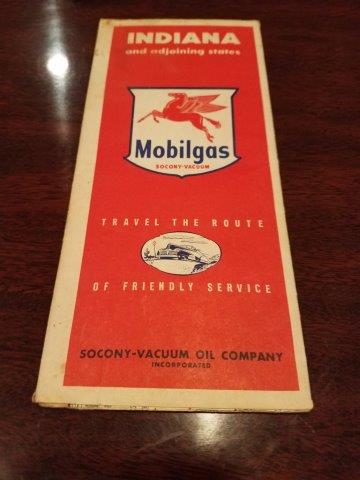 INDIANA
and adjoining states
Mobilgas
SOCONY-VACUUM
TRAVEL THE ROUTE
OF FRIENDLY SERVICE
SOCONY-VACUUM OIL COMPANY
INCORPORATED